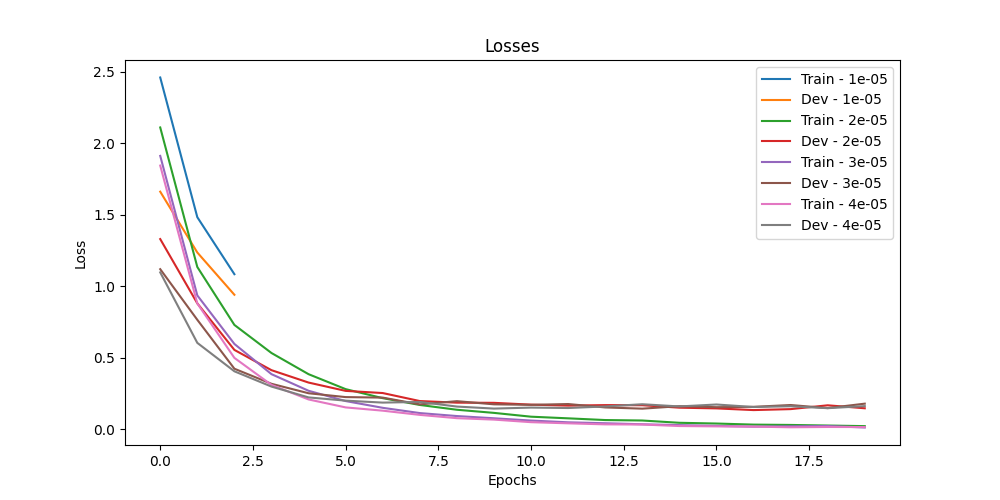 Losses
2.5
2.0
1.5
1.0
0.5
0.0
Loss
0.0
2.5
5.0
7.5
10.0
12.5
15.0
17.5
Epochs
Train - 1e-05
Dev - 1e-05
Train - 2e-05
Dev - 2e-05
Train - 3e-05
Dev - 3e-05
Train - 4e-05
Dev - 4e-05